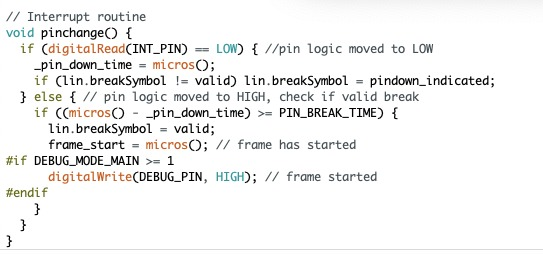 // Interrupt routine
void pinchange() {
  if (digitalRead(INT_PIN) == LOW) { //pin logic moved to LOW
    _pin_down_time = micros();
    if (lin.breakSymbol != valid) lin.breakSymbol = pindown_indicated;
  } else { // pin logic moved to HIGH, check if valid break
    if ((micros() - _pin_down_time) >= PIN_BREAK_TIME) {
      lin.breakSymbol = valid;
      frame_start = micros(); // frame has started
#if DEBUG_MODE_MAIN >= 1
      digitalWrite(DEBUG_PIN, HIGH); // frame started
#endif
    }
  }
}